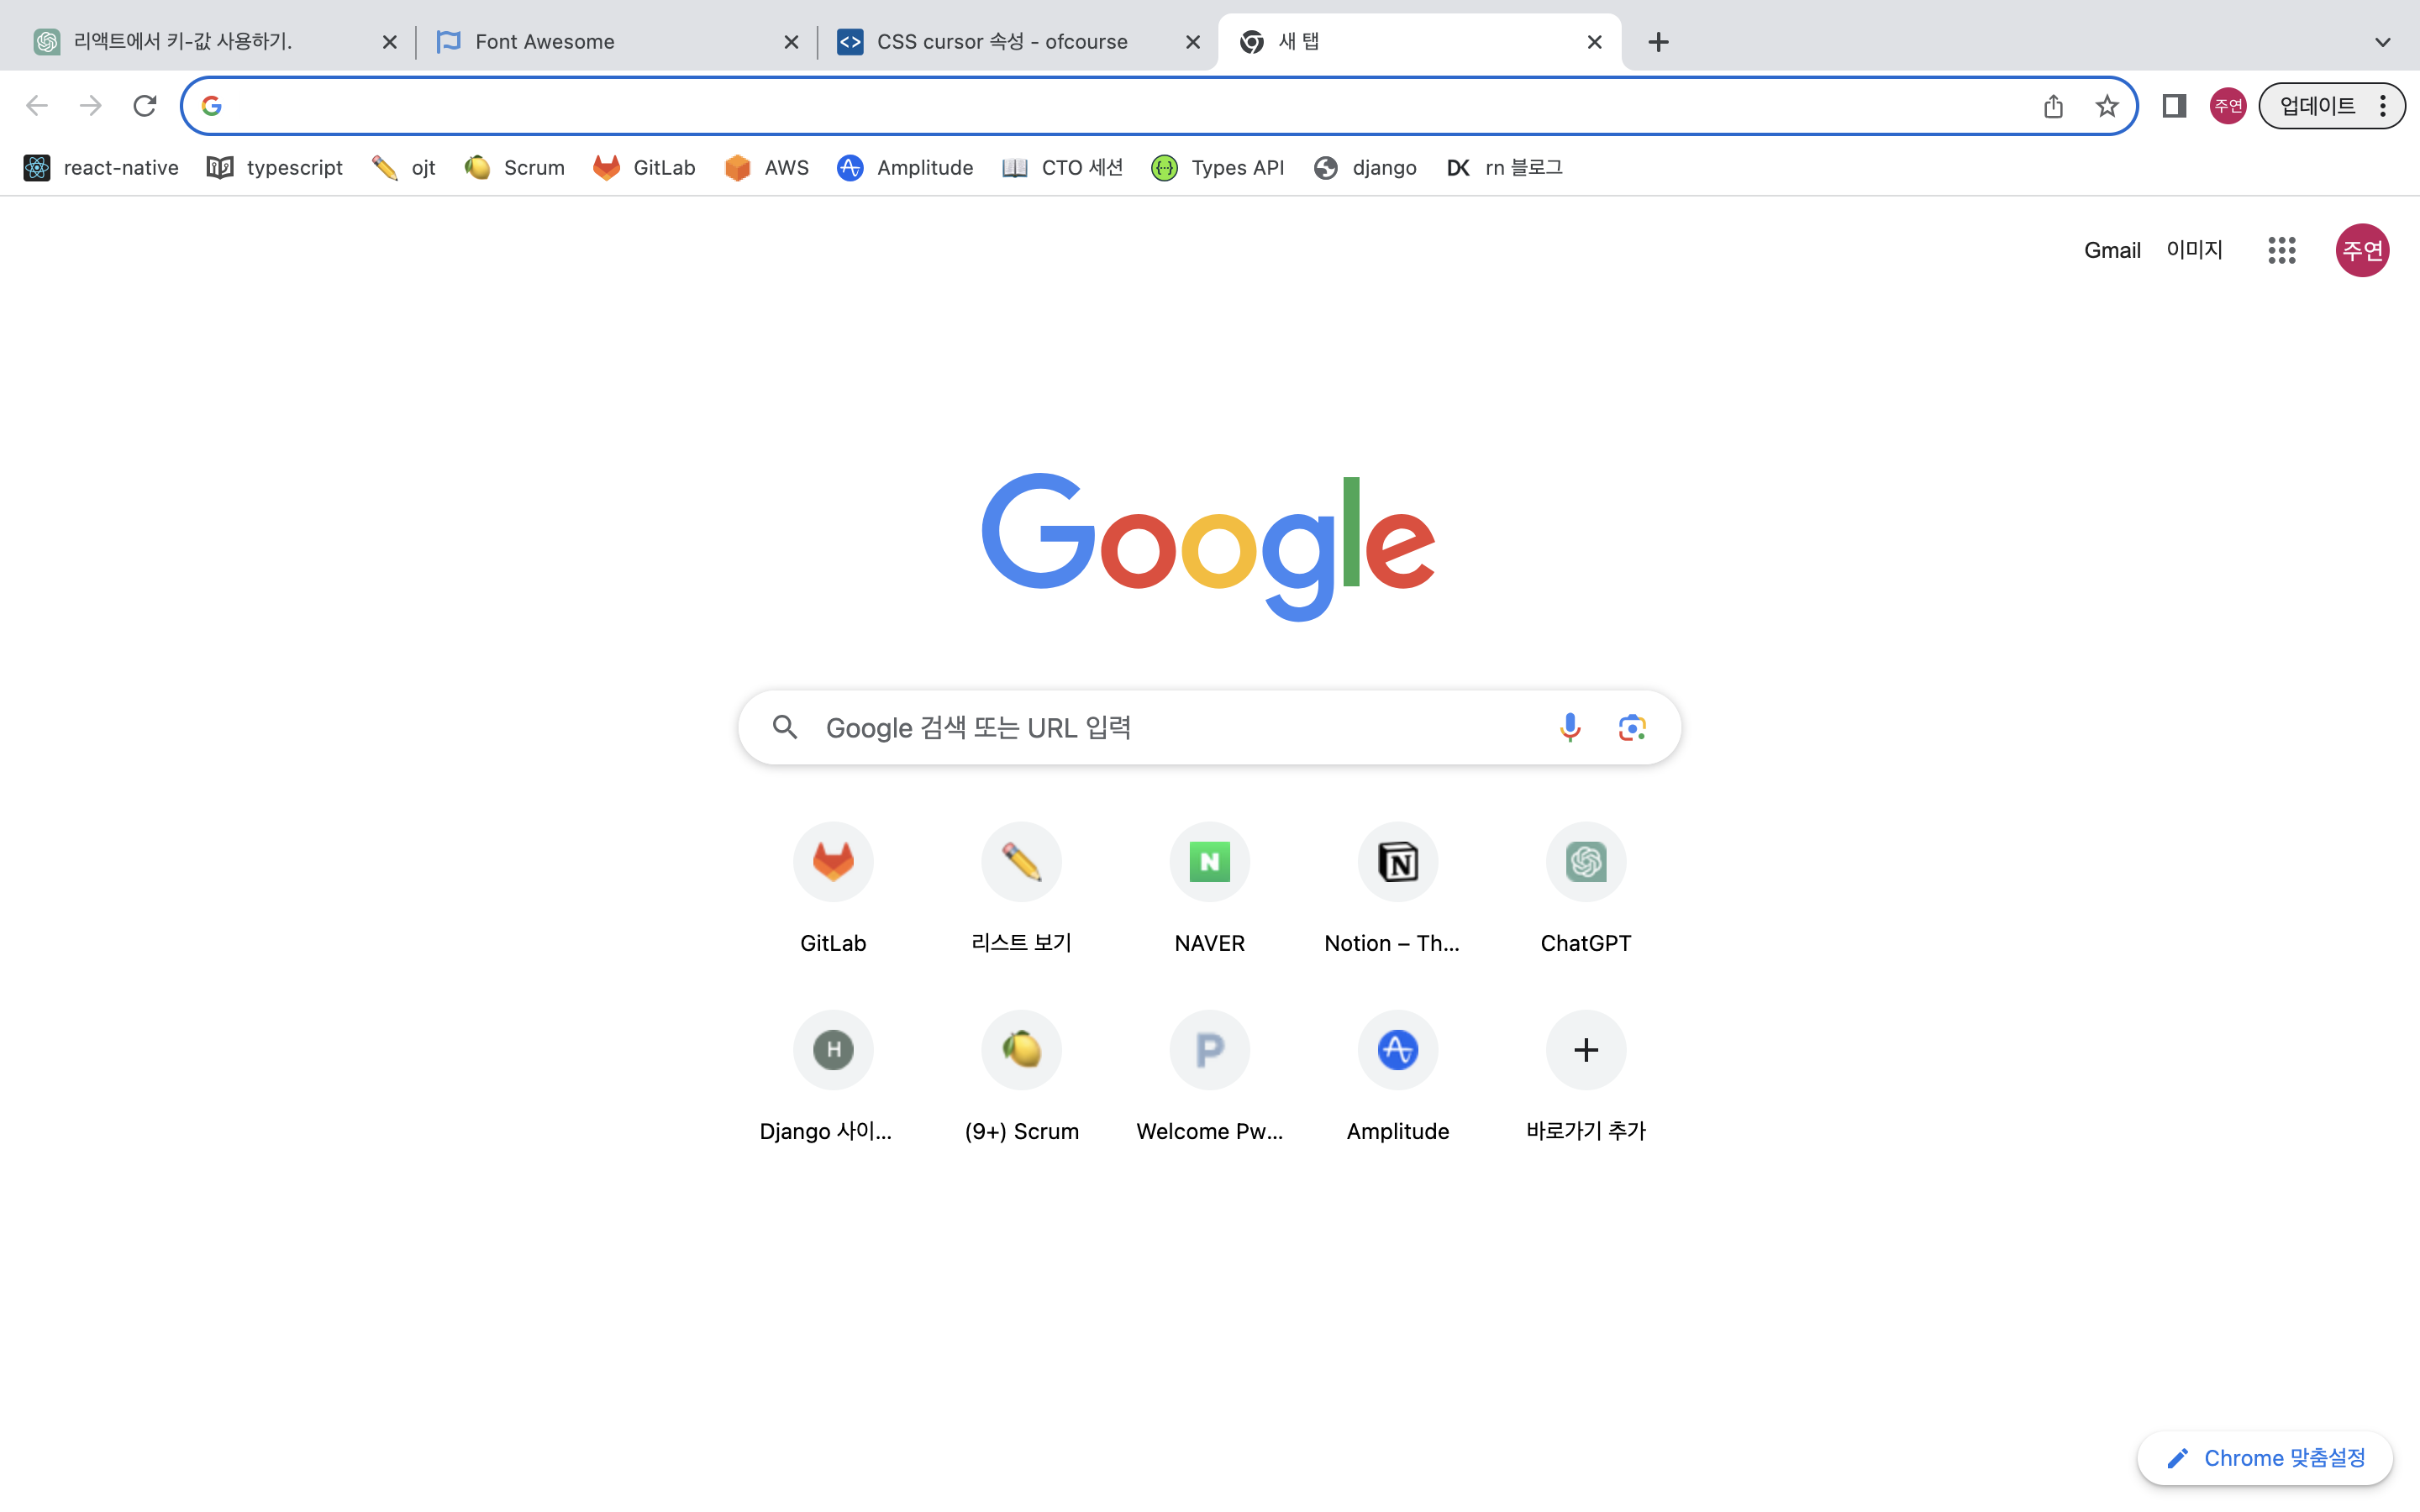 리액트에서 키-값 사용하기.
Font Awesome
CSS cursor 속성 - ofcourse
새 탭
주연
업데이트
react-native
typescript
ojt
Scrum
GitLab
AWS
Amplitude
CTO 세션
Types API
django
DK rn 블로그
Gmail 이미지
주연
Google
Google 검색 또는 URL 입력
GitLab
리스트 보기
NAVER
Notion – Th...
ChatGPT
H
P
Django 사이...
(9+) Scrum
Welcome Pw...
Amplitude
바로가기 추가
Chrome 맞춤설정